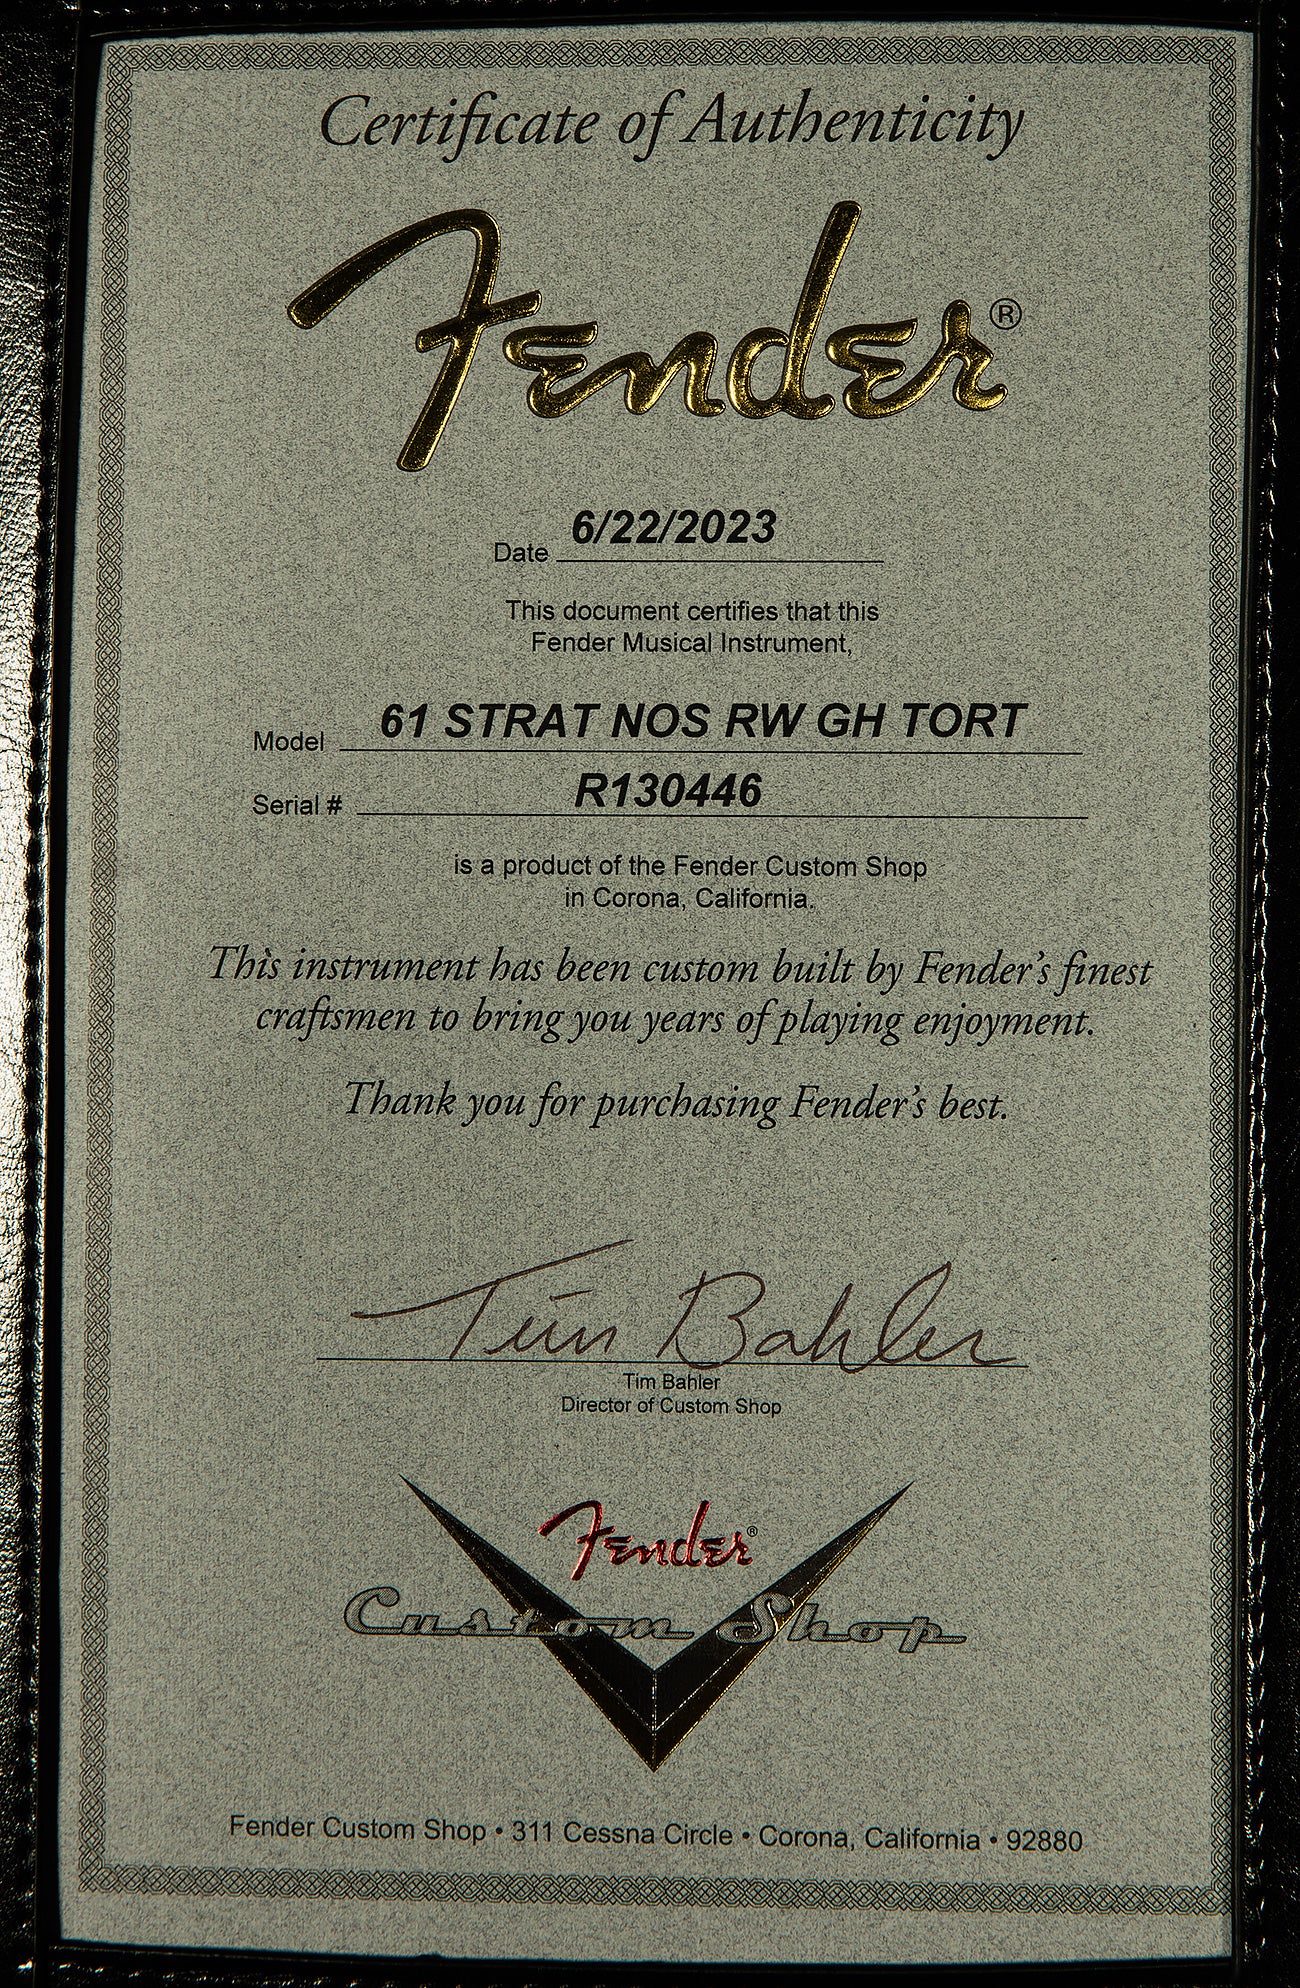 Certificate of Authenticity
Fender®
Date 6/22/2023
This document certifies that this
Fender Musical Instrument,
Model 61 STRAT NOS RW GH TORT
Serial # R130446
is a product of the Fender Custom Shop
in Corona, California.
This instrument has been custom built by Fender's finest
craftsmen to bring you years of playing enjoyment.
Thank you for purchasing Fender's best.
Tim Bahler
Tim Bahler
Director of Custom Shop
Fender®
Custom Shop
Fender Custom Shop • 311 Cessna Circle • Corona, California • 92880